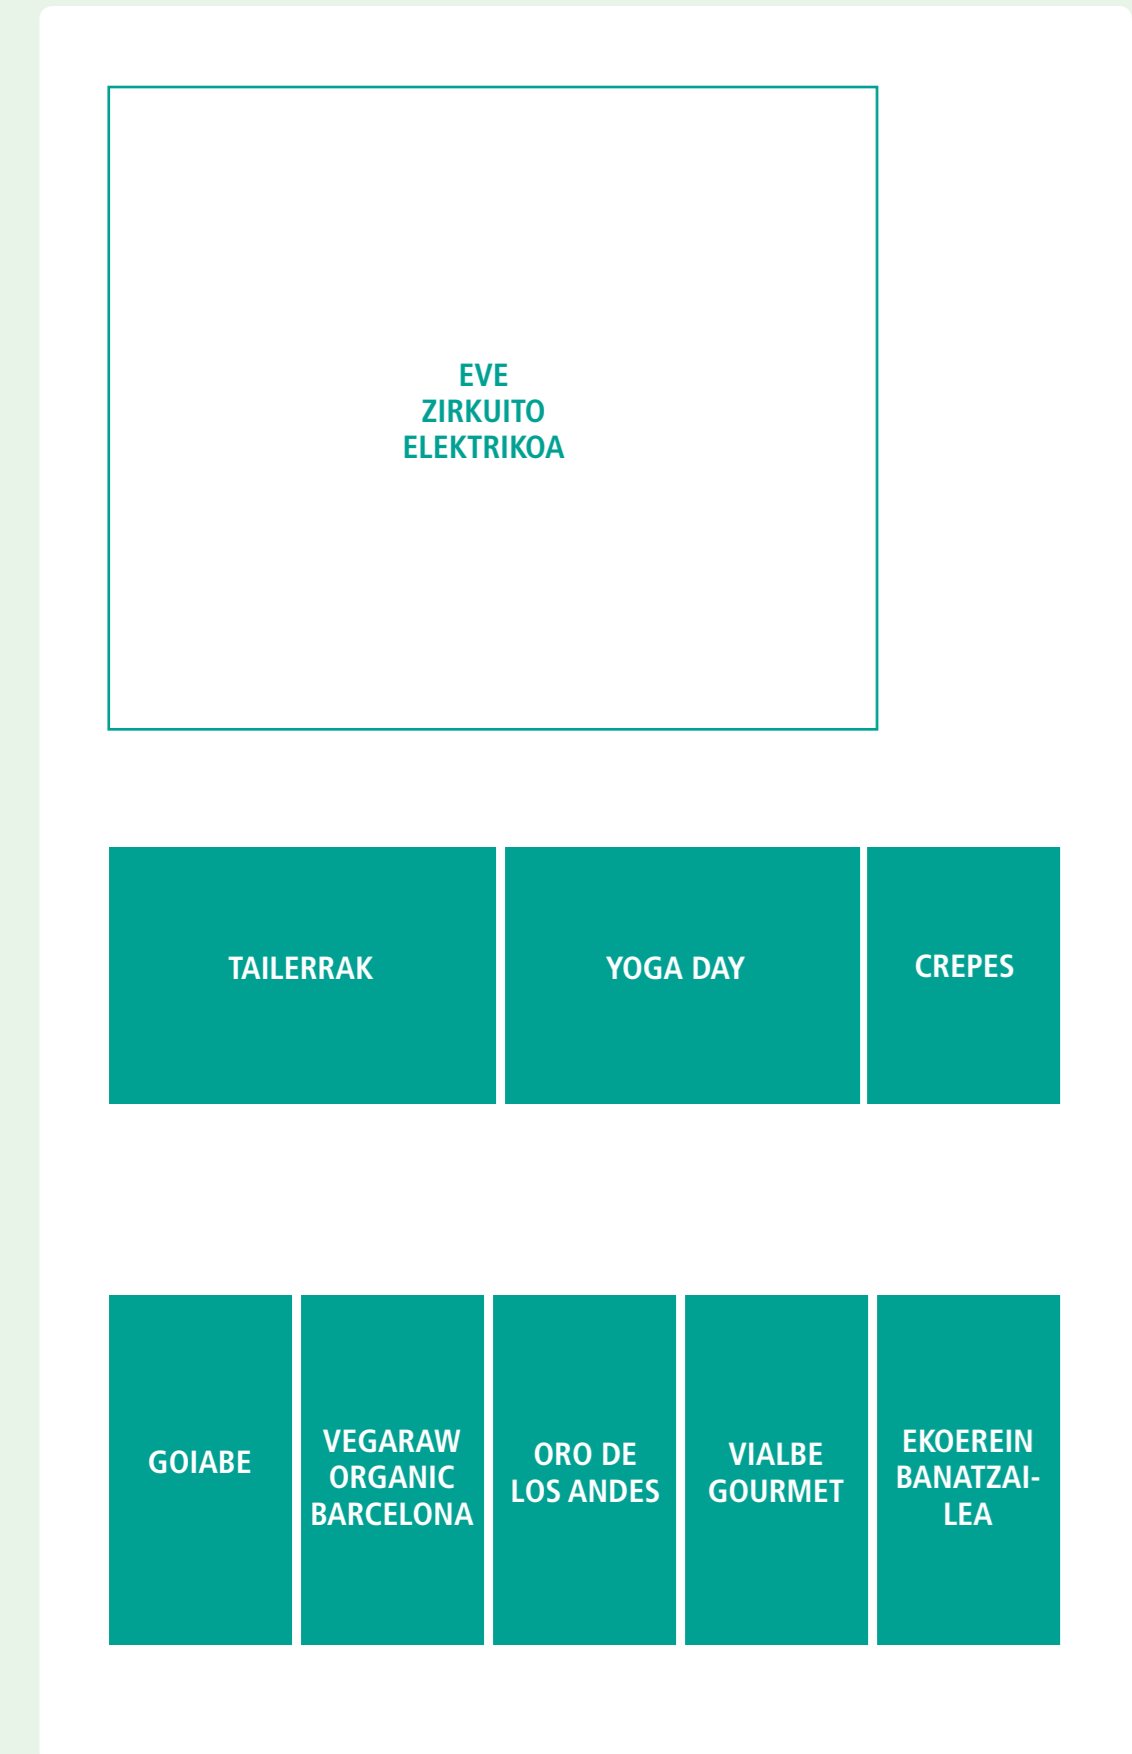 EVE
ZIRKUITO
ELEKTRIKOA
TAILERRAK
YOGA DAY
CREPES
GOIABE
VEGARAW
ORGANIC
BARCELONA
ORO DE
LOS ANDES
VIALBE
GOURMET
EKOEREIN
BANATZAI-
LEA